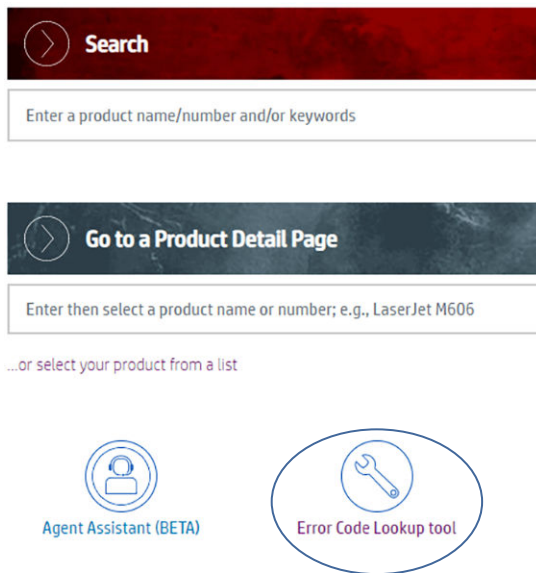 Search
Enter a product name/number and/or keywords
Go to a Product Detail Page
Enter then select a product name or number; e.g., LaserJet M606
...or select your product from a list
Agent Assistant (BETA)
Error Code Lookup tool